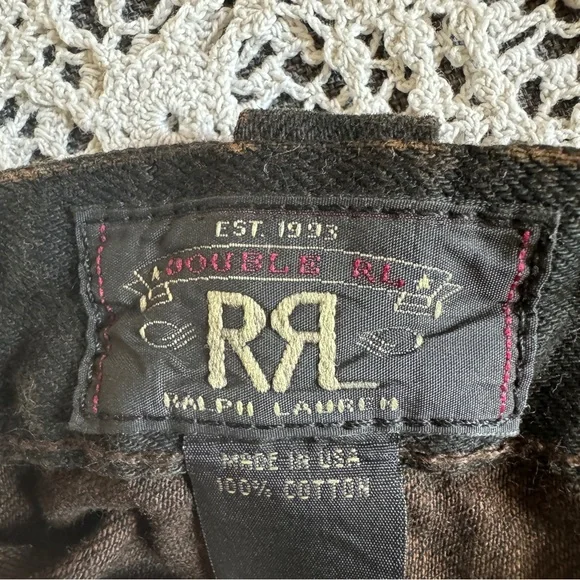 EST. 1993
DOUBLE RL
RRL
RALPH LAUREN
MADE IN USA
100% COTTON